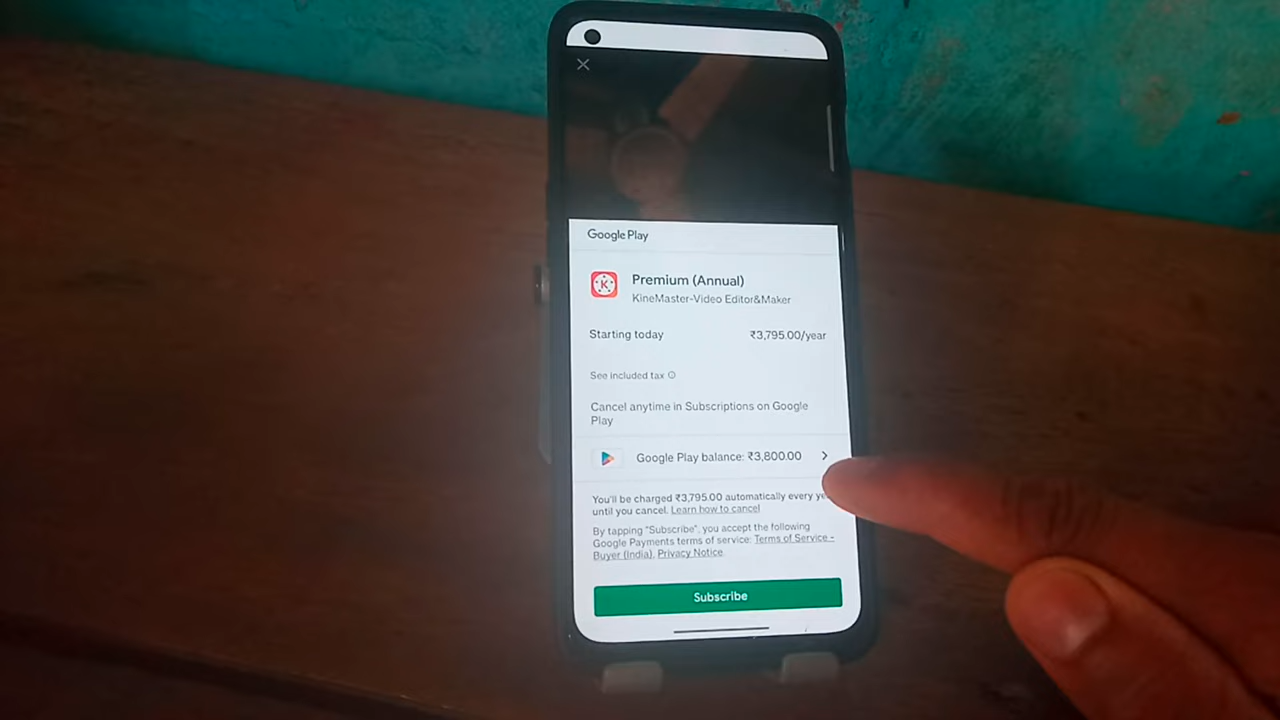 Google Play
Premium (Annual)
KineMaster-Video Editor&Maker
Starting today ₹3,795.00/year
See included tax
Cancel anytime in Subscriptions on Google
Play
Google Play balance: ₹3,800.00
You'll be charged ₹3,795.00 automatically every
until you cancel. Learn how to cancel
By tapping "Subscribe", you accept the following
Google Payments terms of service: Terms of Service -
Buyer (India), Privacy Notice.
Subscribe